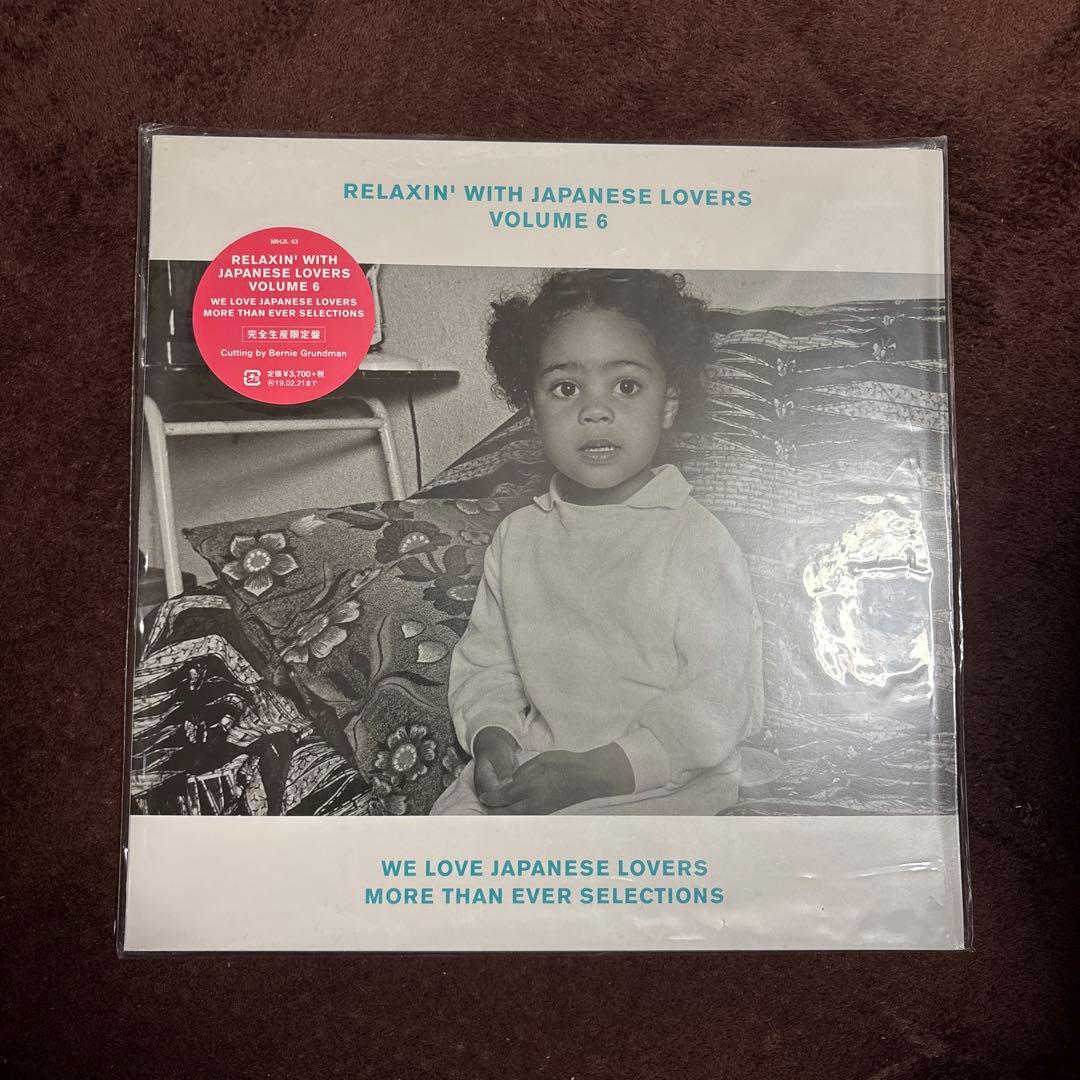 RELAXIN' WITH JAPANESE LOVERS
VOLUME 6
MHJL 43
RELAXIN' WITH
JAPANESE LOVERS
VOLUME 6
WE LOVE JAPANESE LOVERS
MORE THAN EVER SELECTIONS
完全生産限定盤
Cutting by Bernie Grundman
定価¥3,700+税
Ⓡ19.02.21まで
WE LOVE JAPANESE LOVERS
MORE THAN EVER SELECTIONS